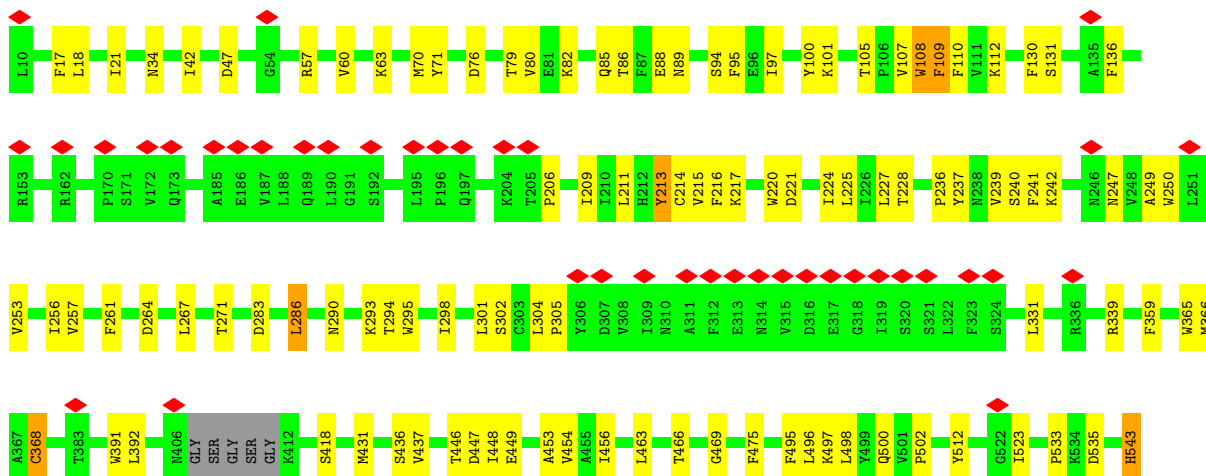 L10 F17 L18 I21 N34 I42 D47 G54 R57 V60 K63 M70 Y71 D76 T79 V80 E81 K82 Q85 T86 F87 E88 N89 S94 F95 E96 I97 Y100 K101 T105 P106 V107 W108 F109 F110 V111 K112 F130 S131 A135 F136
R153 R162 P170 S171 V172 Q173 A185 E186 V187 L188 Q189 L190 G191 S192 L195 P196 Q197 K204 T205 P206 I209 I210 L211 H212 Y213 C214 V215 F216 K217 W220 D221 I224 L225 I226 L227 T228 P236 Y237 N238 V239 S240 F241 K242 N246 N247 V248 A249 W250 L251
V253 I256 V257 F261 D264 L267 T271 D283 L286 N290 K293 T294 W295 I298 L301 S302 C303 L304 P305 Y306 D307 V308 I309 N310 A311 F312 E313 N314 V315 D316 E317 G318 I319 S320 S321 L322 F323 S324 L331 R336 R339 F359 W365 M366
A367 C368 T383 W391 L392 N406 GLY SER GLY SER GLY K412 S418 M431 S436 V437 T446 D447 I448 E449 A453 V454 A455 I456 L463 T466 G469 F475 F495 L496 K497 L498 Y499 Q500 V501 P502 Y512 G522 I523 P533 K534 D535 H543